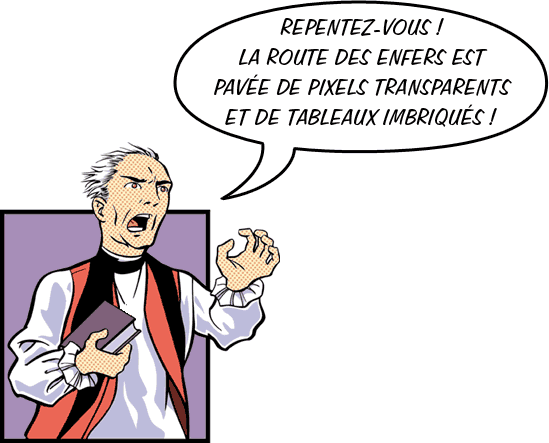 REPENTEZ-VOUS !
LA ROUTE DES ENFERS EST
PAVÉE DE PIXELS TRANSPARENTS
ET DE TABLEAUX IMBRIQUÉS !